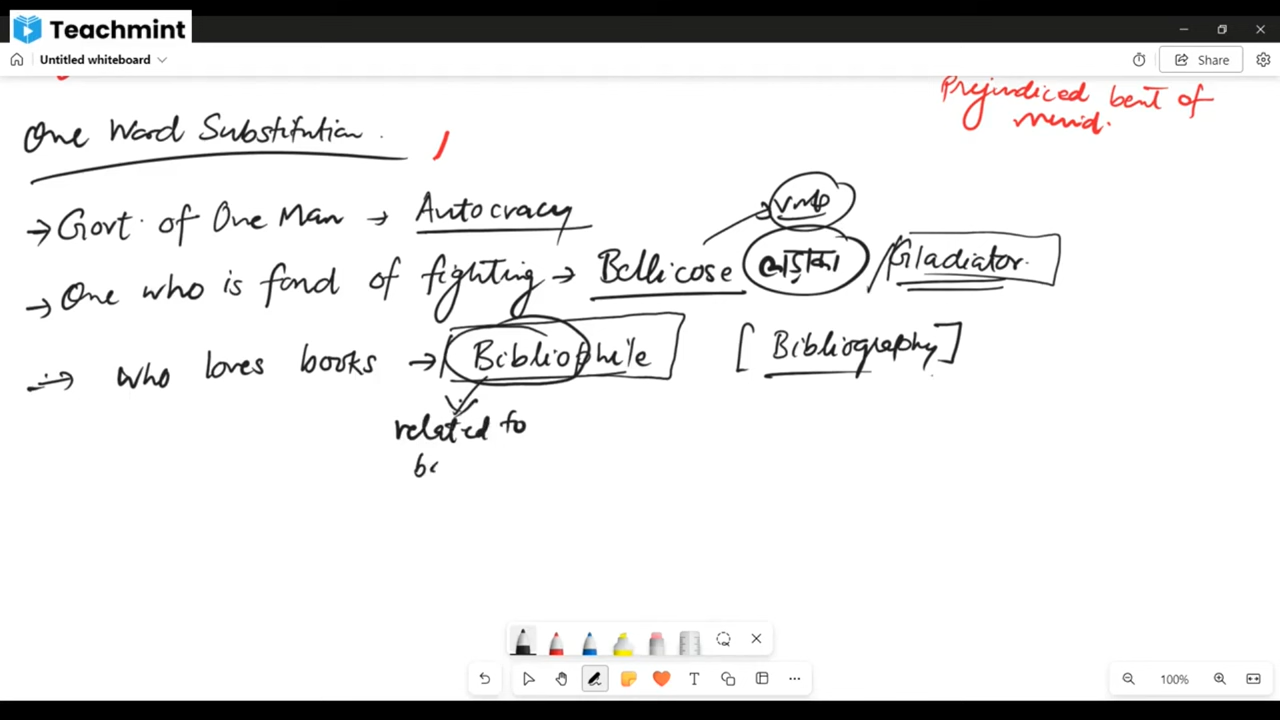 Teachmint
Untitled whiteboard
Share
Prejudiced bent of
mind.
One Word Substitution.
→ Govt. of One Man → Autocracy
→ One who is fond of fighting → Bellicose / Gladiator.
→ who loves books → Bibliophile [Bibliography]
related to
bo
100%